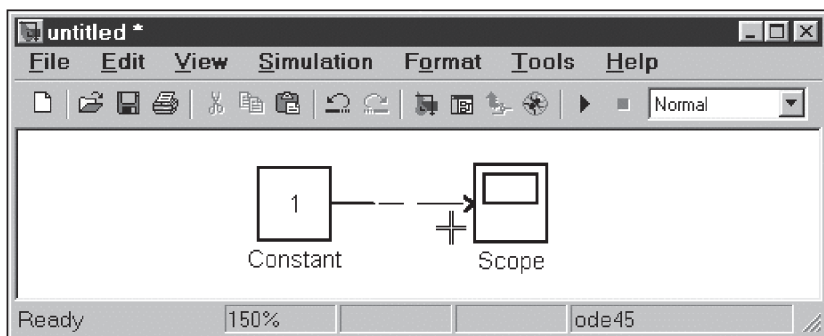 untitled *
File Edit View Simulation Format Tools Help
Normal
1
Constant
Scope
Ready 150% ode45